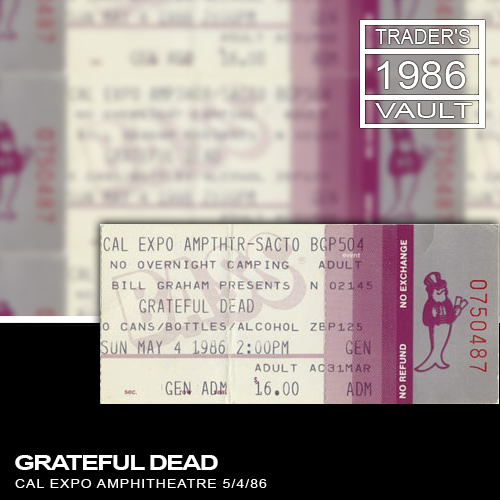 TRADER'S
1986
VAULT
CAL EXPO AMPTHTR-SACTO BGP504
event
NO OVERNIGHT CAMPING ADULT
BILL GRAHAM PRESENTS N 02145
GRATEFUL DEAD
O CANS/BOTTLES/ALCOHOL ZBP125
SUN MAY 4 1986 2:00PM GEN
ADULT AC31MAR
sec. row
GEN ADM $16.00 ADM
NO REFUND NO EXCHANGE
0750487
GRATEFUL DEAD
CAL EXPO AMPHITHEATRE 5/4/86